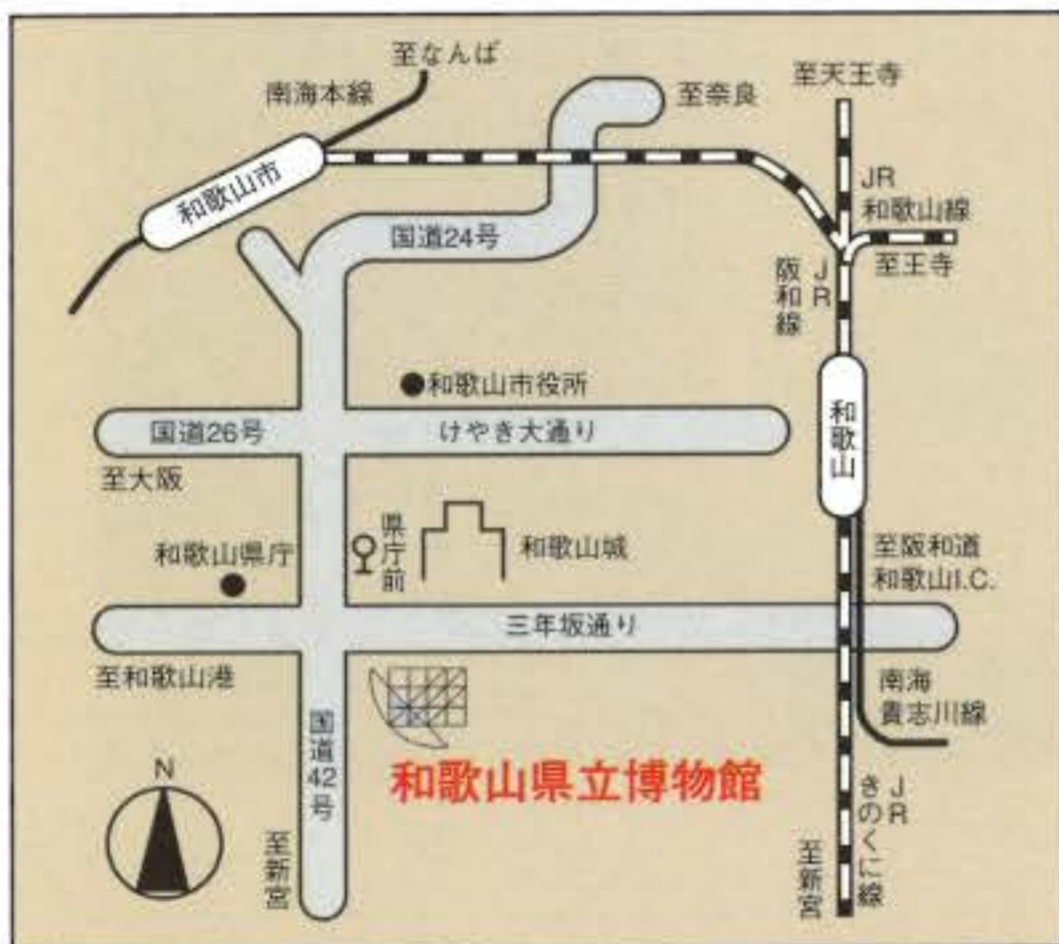 至なんば
南海本線
至奈良
至天王寺
和歌山市
JR
和歌山線
国道24号
至王寺
JR
阪和線
和歌山市役所
和歌山
国道26号
けやき大通り
至大阪
県庁前
和歌山城
和歌山県庁
至阪和道
和歌山I.C.
三年坂通り
至和歌山港
南海
貴志川線
国道42号
和歌山県立博物館
N
JR
きのくに線
至新宮
至新宮